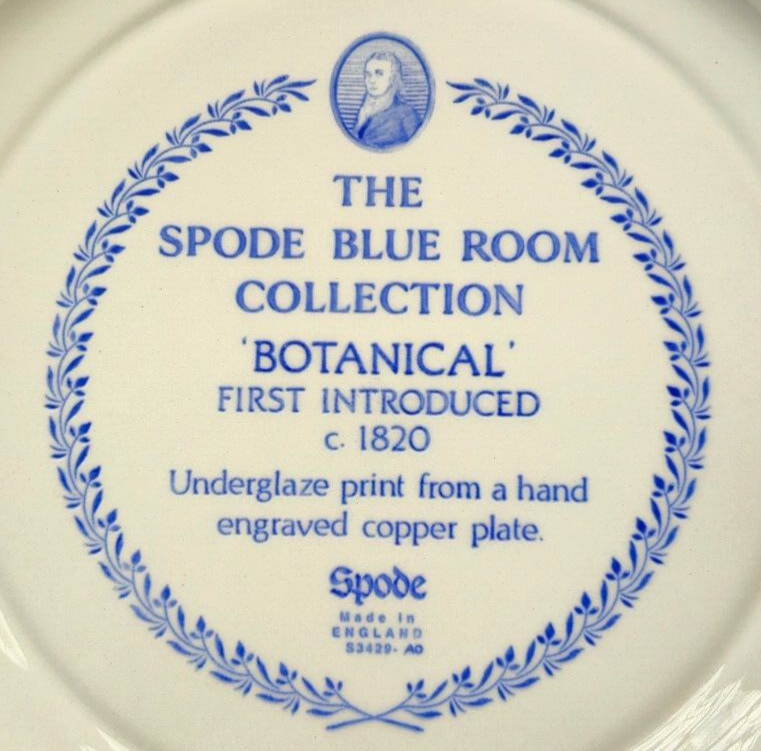 THE
SPODE BLUE ROOM
COLLECTION
'BOTANICAL'
FIRST INTRODUCED
c. 1820
Underglaze print from a hand
engraved copper plate.
Spode
Made in
ENGLAND
S3429- A0